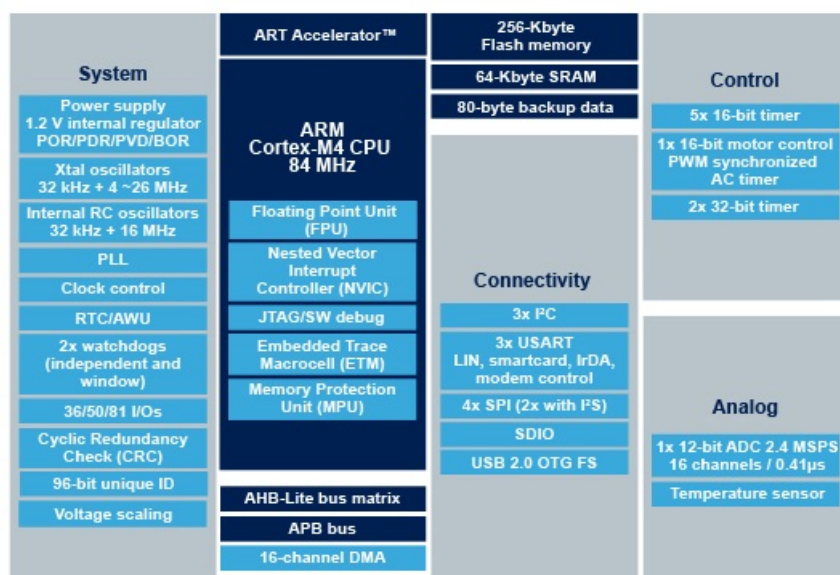 System
Power supply
1.2 V internal regulator
POR/PDR/PVD/BOR
Xtal oscillators
32 kHz + 4 ~26 MHz
Internal RC oscillators
32 kHz + 16 MHz
PLL
Clock control
RTC/AWU
2x watchdogs
(independent and
window)
36/50/81 I/Os
Cyclic Redundancy
Check (CRC)
96-bit unique ID
Voltage scaling
ART Accelerator™
ARM
Cortex-M4 CPU
84 MHz
Floating Point Unit
(FPU)
Nested Vector
Interrupt
Controller (NVIC)
JTAG/SW debug
Embedded Trace
Macrocell (ETM)
Memory Protection
Unit (MPU)
AHB-Lite bus matrix
APB bus
16-channel DMA
256-Kbyte
Flash memory
64-Kbyte SRAM
80-byte backup data
Connectivity
3x I²C
3x USART
LIN, smartcard, IrDA,
modem control
4x SPI (2x with I²S)
SDIO
USB 2.0 OTG FS
Control
5x 16-bit timer
1x 16-bit motor control
PWM synchronized
AC timer
2x 32-bit timer
Analog
1x 12-bit ADC 2.4 MSPS
16 channels / 0.41µs
Temperature sensor